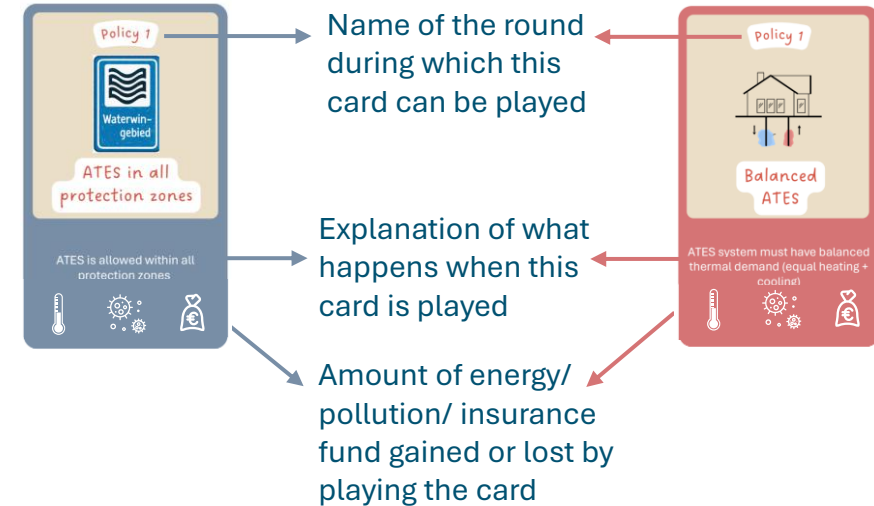 Policy 1
Waterwin-
gebied
ATES in all
protection zones
ATES is allowed within all
protection zones
Name of the round
during which this
card can be played
Explanation of what
happens when this
card is played
Amount of energy/
pollution/ insurance
fund gained or lost by
playing the card
Policy 1
Balanced
ATES
ATES system must have balanced
thermal demand (equal heating +
cooling)